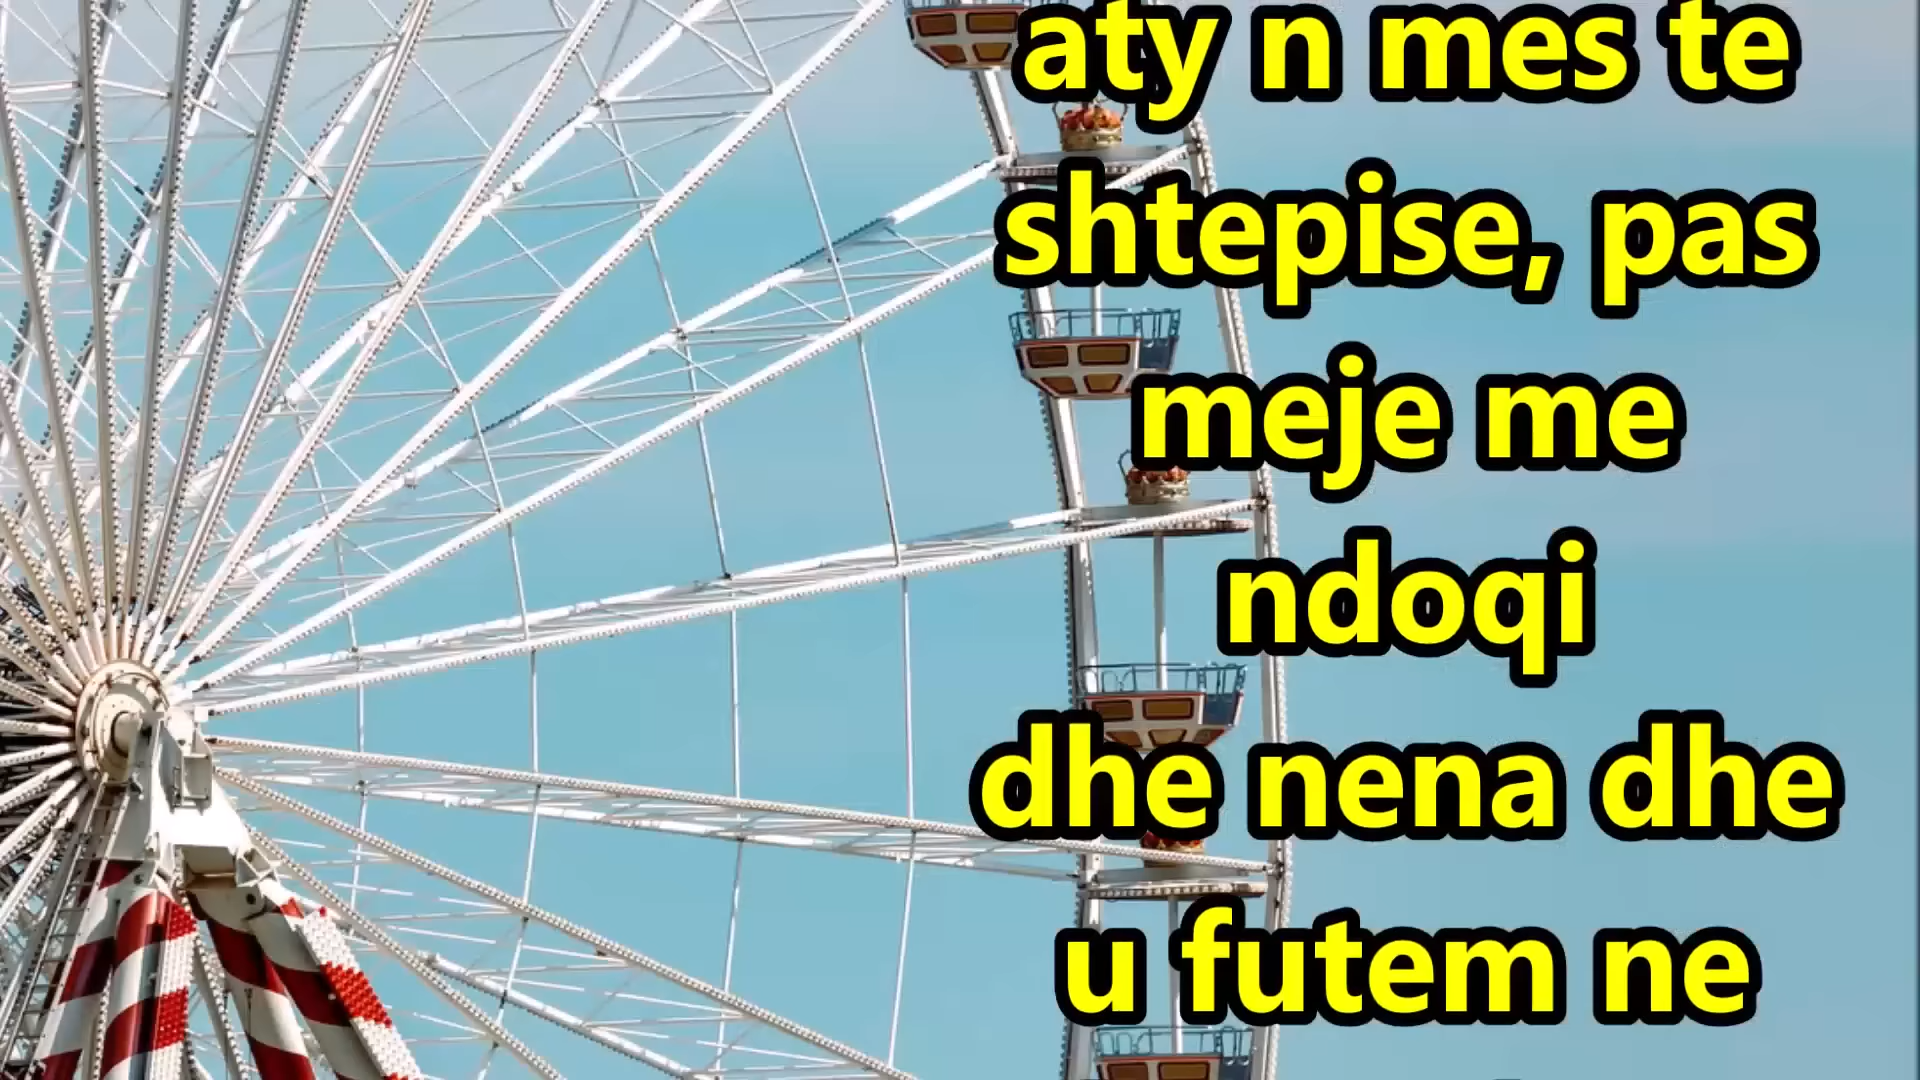 aty n mes te
shtepise, pas
meje me
ndoqi
dhe nena dhe
u futem ne